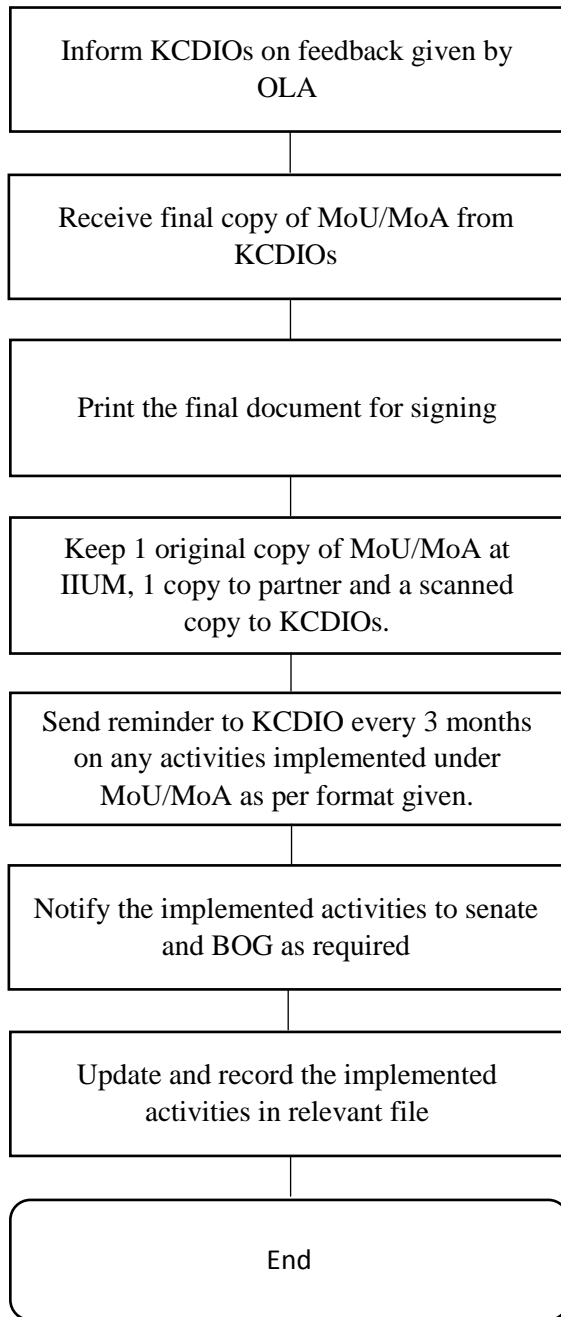 Inform KCDIOs on feedback given by
OLA
Receive final copy of MoU/MoA from
KCDIOs
Print the final document for signing
Keep 1 original copy of MoU/MoA at
IIUM, 1 copy to partner and a scanned
copy to KCDIOs.
Send reminder to KCDIO every 3 months
on any activities implemented under
MoU/MoA as per format given.
Notify the implemented activities to senate
and BOG as required
Update and record the implemented
activities in relevant file
End